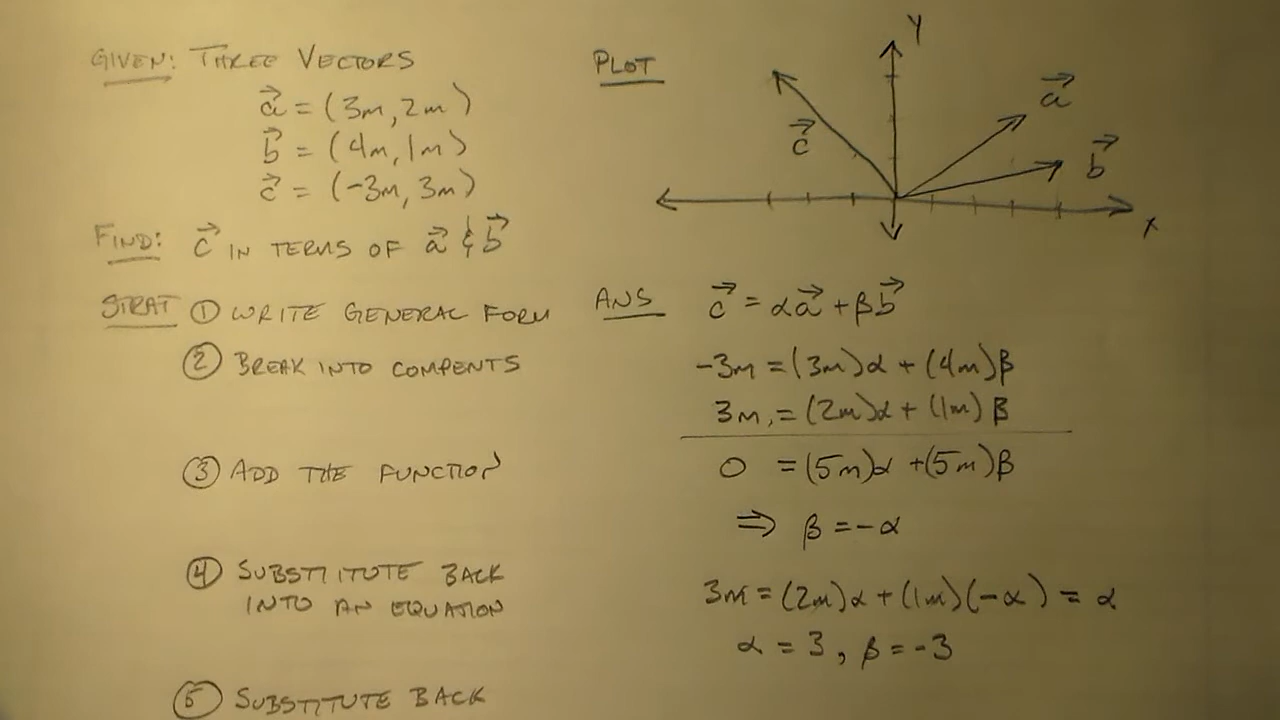 GIVEN: THREE VECTORS
a⃗ = (3m, 2m)
b⃗ = (4m, 1m)
c⃗ = (-3m, 3m)
FIND: c⃗ IN TERMS OF a⃗ & b⃗
STRAT ① WRITE GENERAL FORM
② BREAK INTO COMPENTS
③ ADD THE FUNCTION
④ SUBSTITUTE BACK
INTO AN EQUATION
⑤ SUBSTITUTE BACK
PLOT
Y
a⃗
c⃗
b⃗
X
ANS c⃗ = αa⃗ + βb⃗
-3m = (3m)α + (4m)β
3m = (2m)α + (1m)β
0 = (5m)α + (5m)β
⇒ β = -α
3m = (2m)α + (1m)(-α) = α
α = 3, β = -3